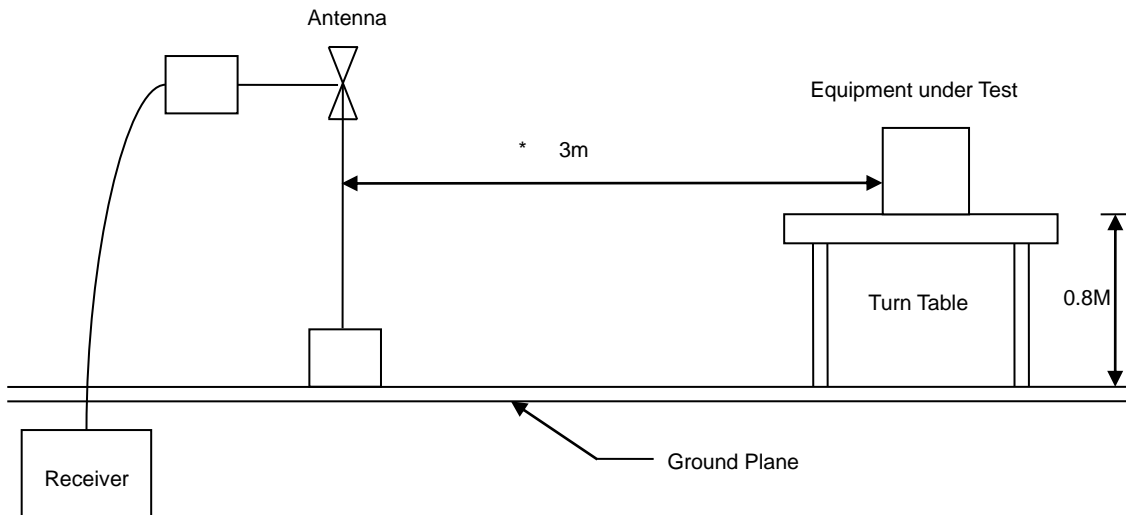 Antenna
Equipment under Test
* 3m
Turn Table
0.8M
Ground Plane
Receiver